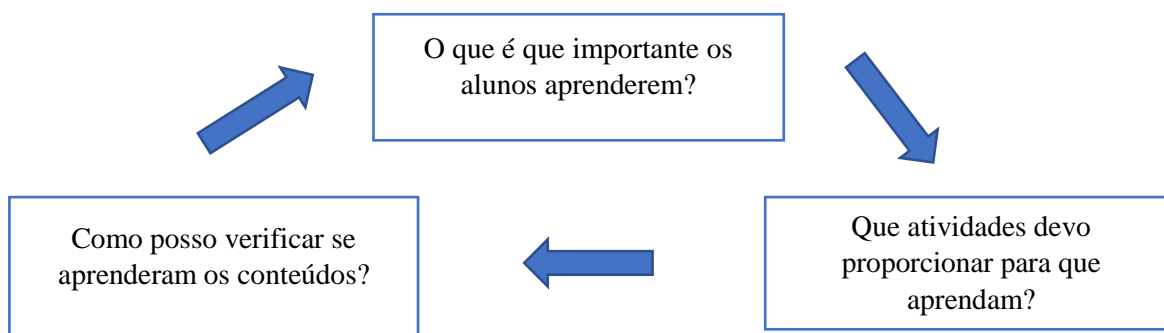 O que é que importante os
alunos aprenderem?
Que atividades devo
proporcionar para que
aprendam?
Como posso verificar se
aprenderam os conteúdos?